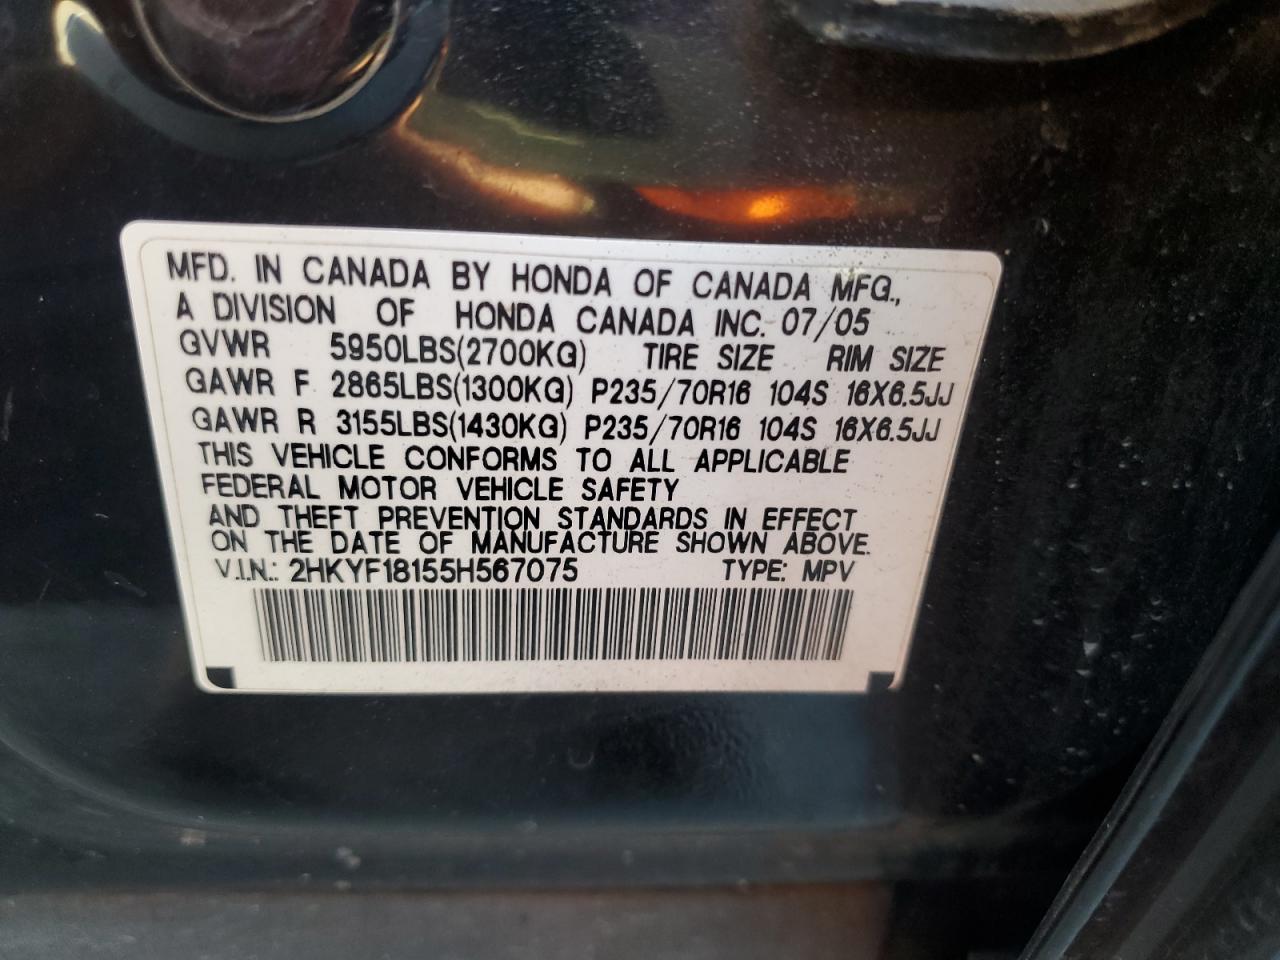 MFD. IN CANADA BY HONDA OF CANADA MFG.,
A DIVISION OF HONDA CANADA INC. 07/05
GVWR 5950LBS(2700KG) TIRE SIZE RIM SIZE
GAWR F 2865LBS(1300KG) P235/70R16 104S 16X6.5JJ
GAWR R 3155LBS(1430KG) P235/70R16 104S 16X6.5JJ
THIS VEHICLE CONFORMS TO ALL APPLICABLE
FEDERAL MOTOR VEHICLE SAFETY
AND THEFT PREVENTION STANDARDS IN EFFECT
ON THE DATE OF MANUFACTURE SHOWN ABOVE.
V.I.N.: 2HKYF18155H567075 TYPE: MPV